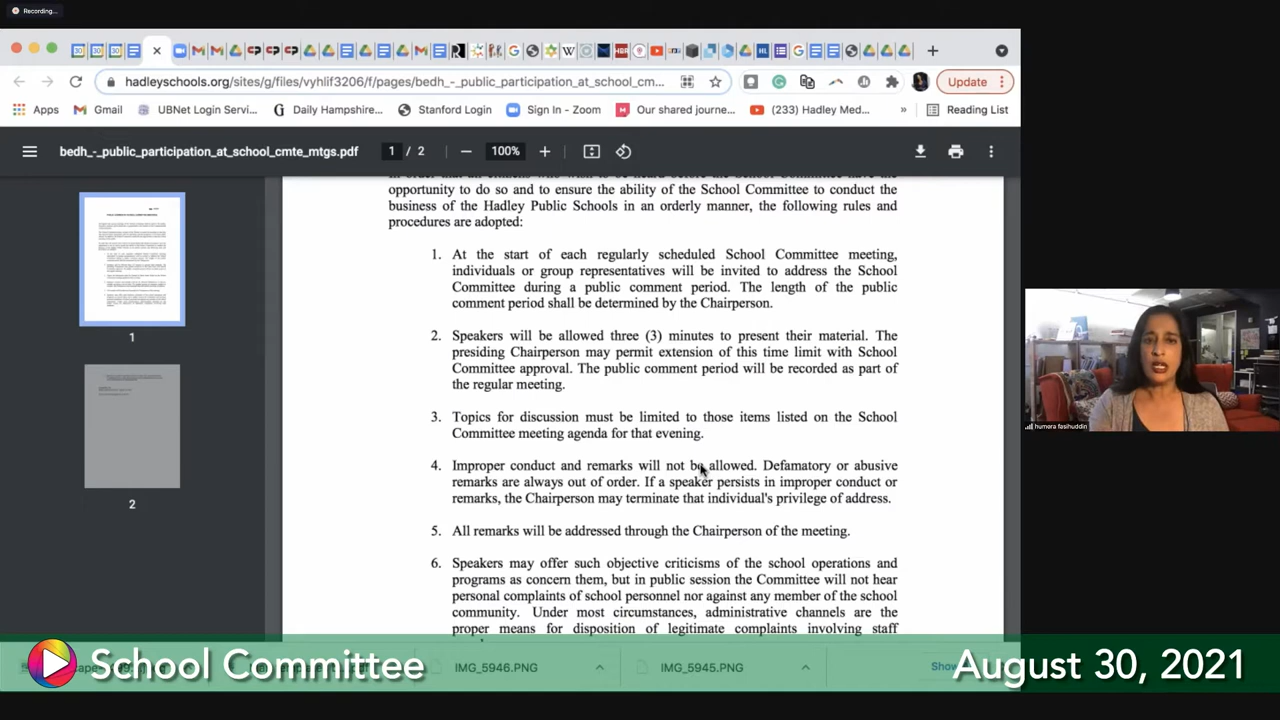 Recording...
hadleyschools.org/sites/g/files/vyhlif3206/f/pages/bedh_-_public_participation_at_school_cm...
Update
Apps
Gmail
UBNet Login Servi...
Daily Hampshire...
Stanford Login
Sign In - Zoom
Our shared journe...
(233) Hadley Med...
»
Reading List
bedh_-_public_participation_at_school_cmte_mtgs.pdf
1 / 2
100%
1
2
opportunity to do so and to ensure the ability of the School Committee to conduct the
business of the Hadley Public Schools in an orderly manner, the following rules and
procedures are adopted:
1. At the start of each regularly scheduled School Committee meeting,
individuals or group representatives will be invited to address the School
Committee during a public comment period. The length of the public
comment period shall be determined by the Chairperson.
2. Speakers will be allowed three (3) minutes to present their material. The
presiding Chairperson may permit extension of this time limit with School
Committee approval. The public comment period will be recorded as part of
the regular meeting.
3. Topics for discussion must be limited to those items listed on the School
Committee meeting agenda for that evening.
4. Improper conduct and remarks will not be allowed. Defamatory or abusive
remarks are always out of order. If a speaker persists in improper conduct or
remarks, the Chairperson may terminate that individual's privilege of address.
5. All remarks will be addressed through the Chairperson of the meeting.
6. Speakers may offer such objective criticisms of the school operations and
programs as concern them, but in public session the Committee will not hear
personal complaints of school personnel nor against any member of the school
community. Under most circumstances, administrative channels are the
proper means for disposition of legitimate complaints involving staff
humera fasihuddin
IMG_5946.PNG
IMG_5945.PNG
School Committee
August 30, 2021